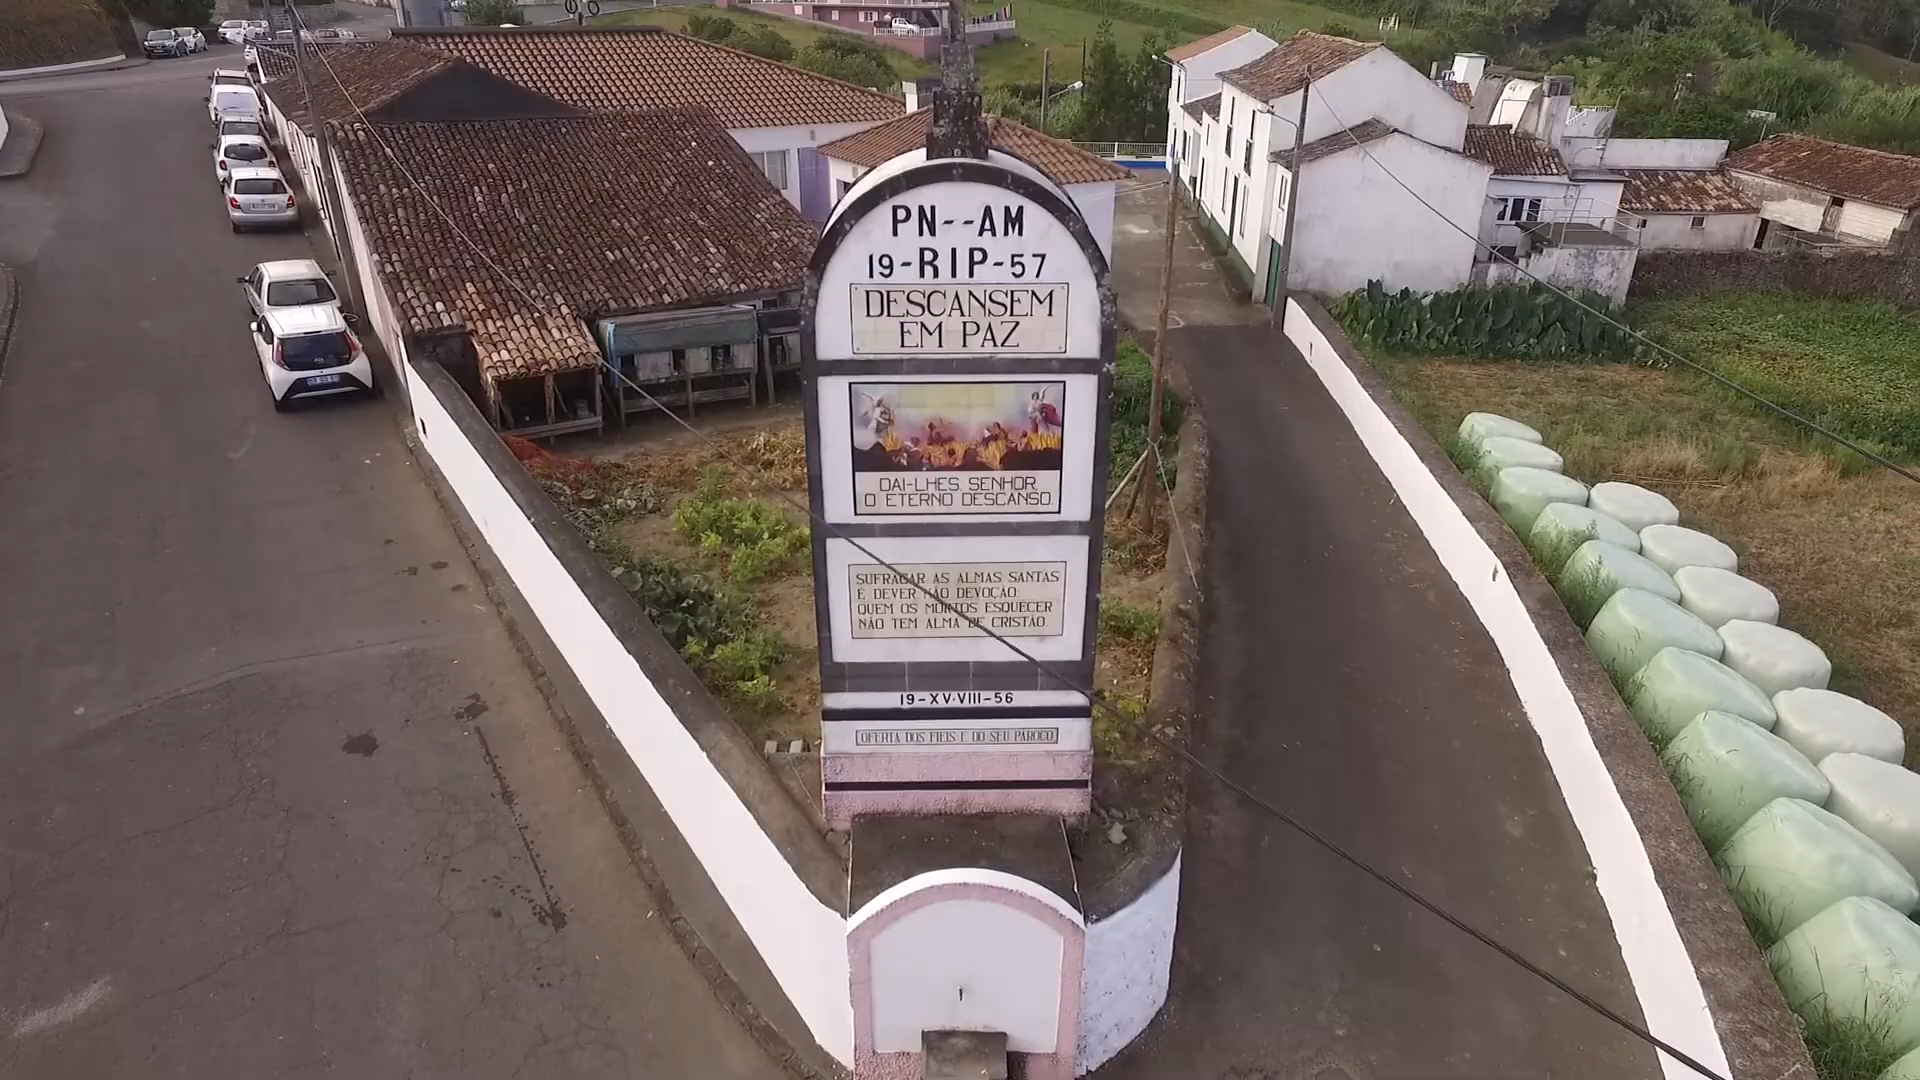 PN--AM
19-RIP-57
DESCANSEM
EM PAZ
DAI-LHES, SENHOR,
O ETERNO DESCANSO.
SUFRAGAR AS ALMAS SANTAS
É DEVER NÃO DEVOÇÃO.
QUEM OS MORTOS ESQUECER
NÃO TEM ALMA DE CRISTÃO.
19-XV-VIII-56
OFERTA DOS FIEIS E DO SEU PAROCO